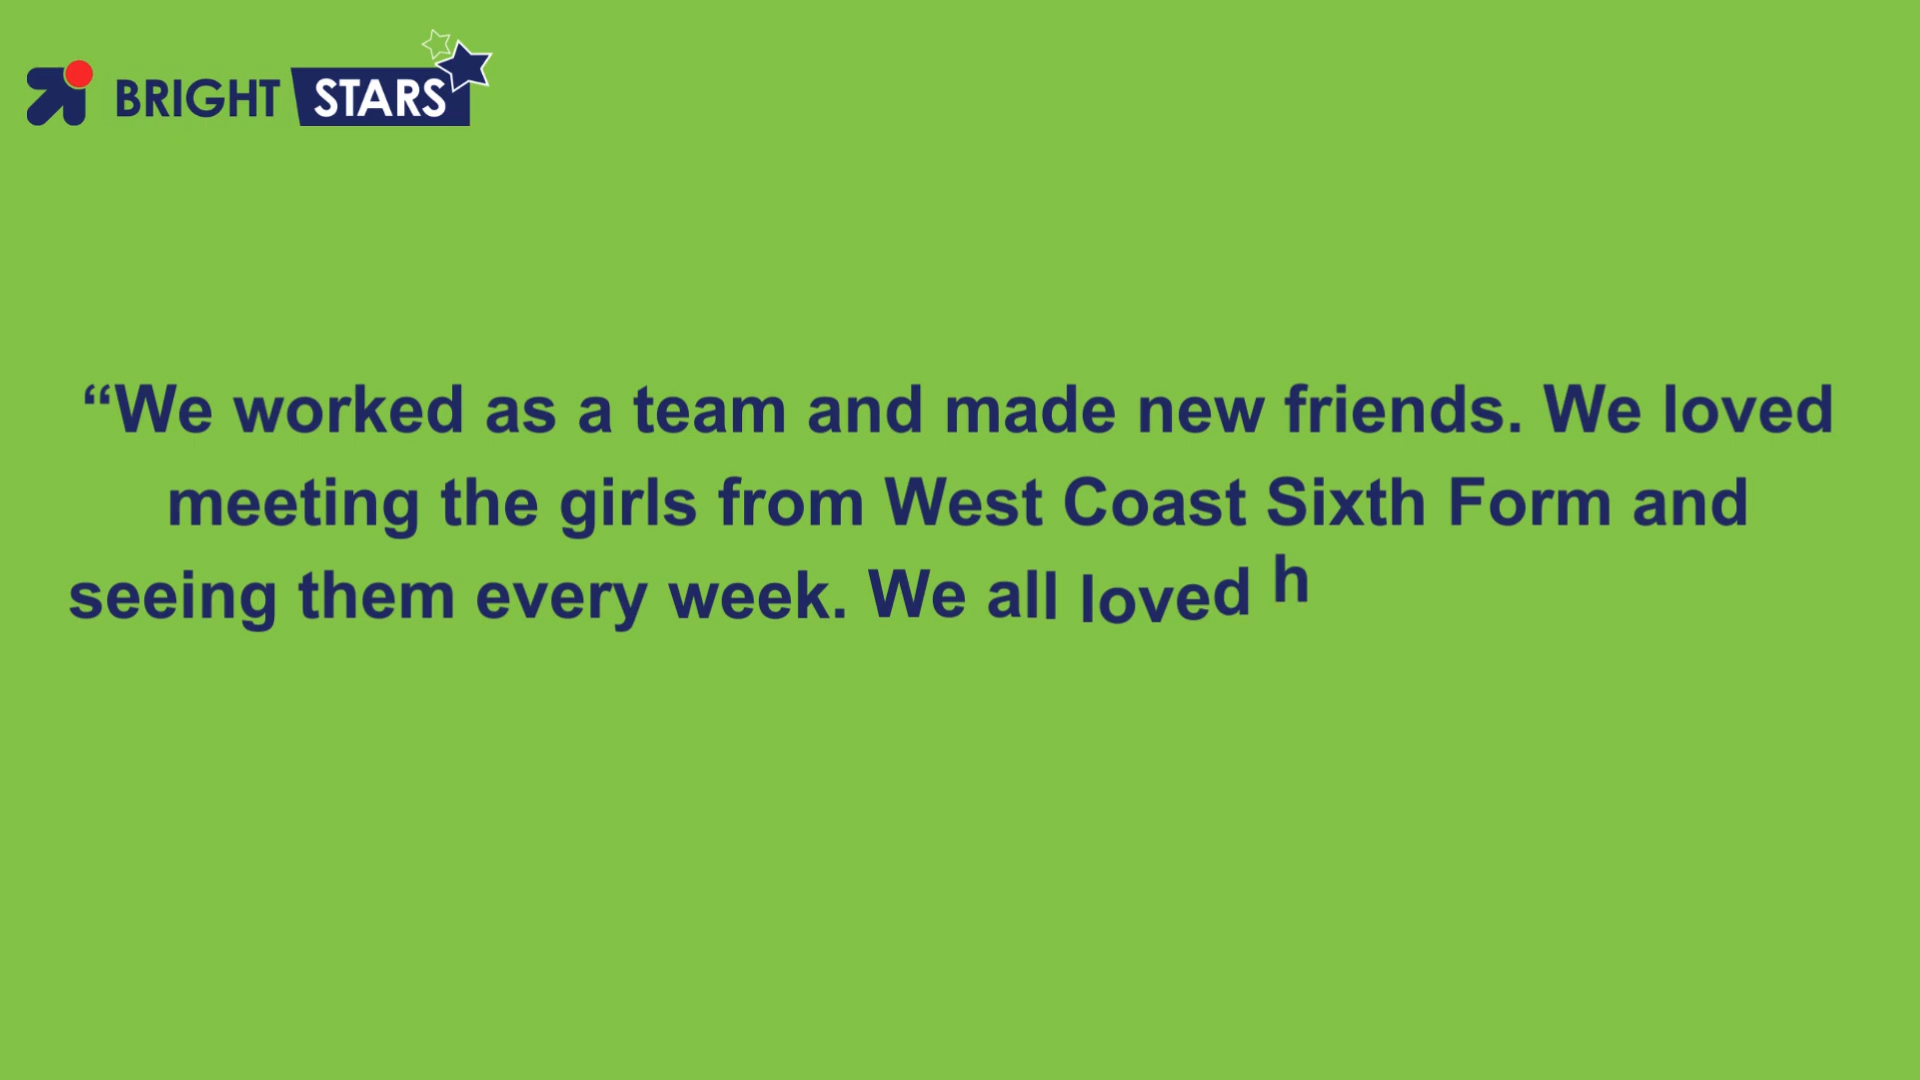 BRIGHT STARS
“We worked as a team and made new friends. We loved
meeting the girls from West Coast Sixth Form and
seeing them every week. We all loved h